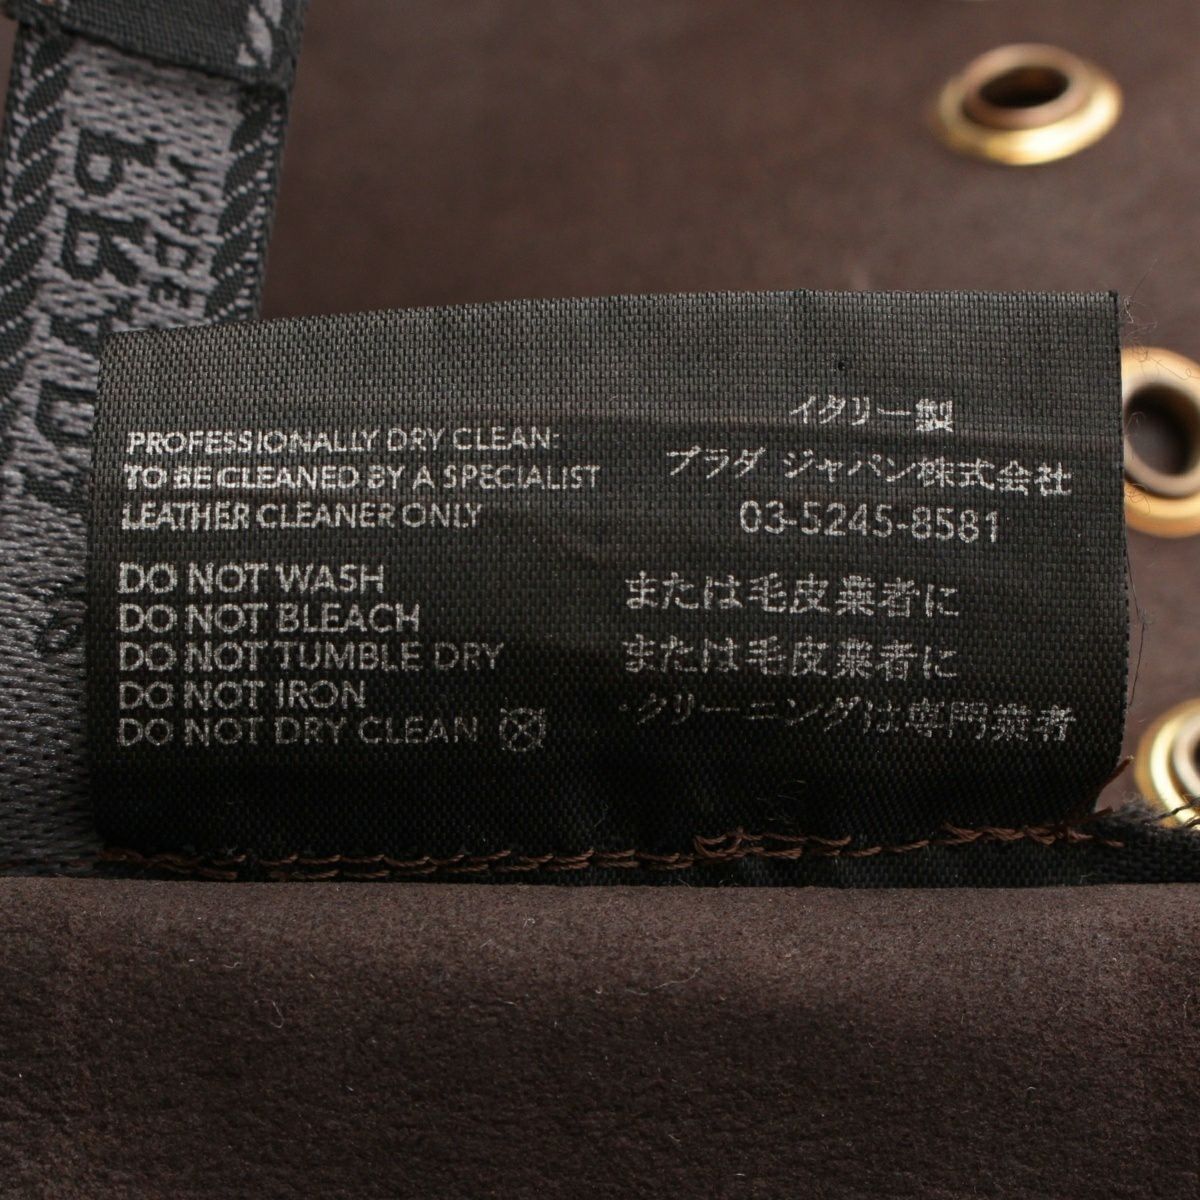 PRADA
MADE
PROFESSIONALLY DRY CLEAN:
TO BE CLEANED BY A SPECIALIST
LEATHER CLEANER ONLY
DO NOT WASH
DO NOT BLEACH
DO NOT TUMBLE DRY
DO NOT IRON
DO NOT DRY CLEAN
イタリー製
プラダ ジャパン株式会社
03-5245-8581
または毛皮業者に
または毛皮業者に
・クリーニングは専門業者